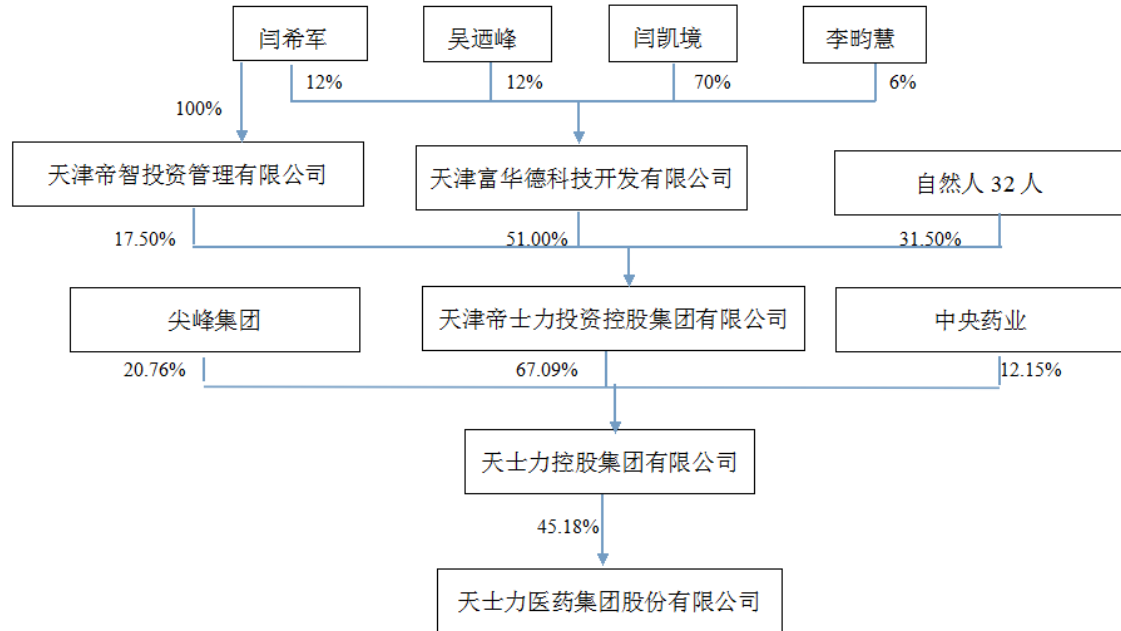 闫希军
吴迺峰
闫凯境
李畇慧
12%
12%
70%
6%
100%
天津帝智投资管理有限公司
天津富华德科技开发有限公司
自然人 32 人
17.50%
51.00%
31.50%
尖峰集团
天津帝士力投资控股集团有限公司
中央药业
20.76%
67.09%
12.15%
天士力控股集团有限公司
45.18%
天士力医药集团股份有限公司